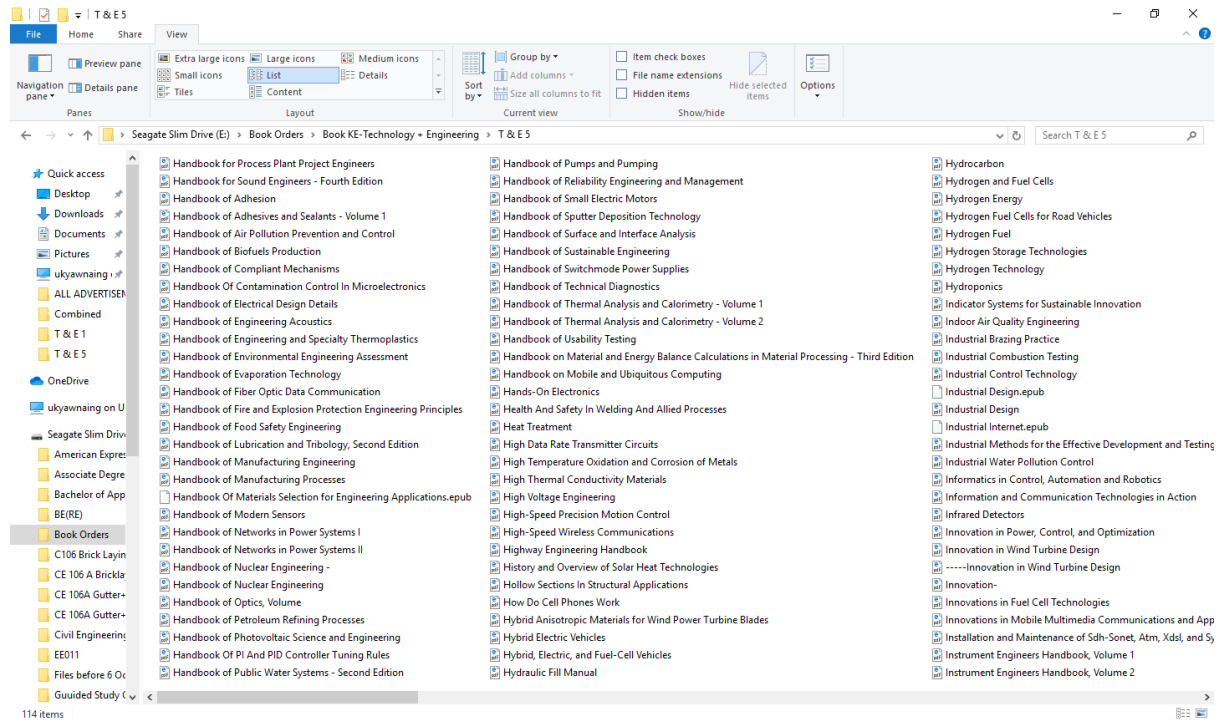 T & E 5
File Home Share View
Preview pane
Navigation pane
Details pane
Panes
Extra large icons Large icons Medium icons
Small icons List Details
Tiles Content
Layout
Sort by
Group by
Add columns
Size all columns to fit
Current view
Item check boxes
File name extensions
Hidden items
Hide selected items
Show/hide
Options
Seagate Slim Drive (E:) > Book Orders > Book KE-Technology + Engineering > T & E 5
Search T & E 5
Quick access
Desktop
Downloads
Documents
Pictures
ukyawnaing
ALL ADVERTISEM
Combined
T & E 1
T & E 5
OneDrive
ukyawnaing on U
Seagate Slim Driv
American Expres
Associate Degre
Bachelor of App
BE(RE)
Book Orders
C106 Brick Layin
CE 106 A Brickla
CE 106A Gutter+
CE 106A Gutter+
Civil Engineering
EE011
Files before 6 Oc
Guuided Study
Handbook for Process Plant Project Engineers
Handbook for Sound Engineers - Fourth Edition
Handbook of Adhesion
Handbook of Adhesives and Sealants - Volume 1
Handbook of Air Pollution Prevention and Control
Handbook of Biofuels Production
Handbook of Compliant Mechanisms
Handbook Of Contamination Control In Microelectronics
Handbook of Electrical Design Details
Handbook of Engineering Acoustics
Handbook of Engineering and Specialty Thermoplastics
Handbook of Environmental Engineering Assessment
Handbook of Evaporation Technology
Handbook of Fiber Optic Data Communication
Handbook of Fire and Explosion Protection Engineering Principles
Handbook of Food Safety Engineering
Handbook of Lubrication and Tribology, Second Edition
Handbook of Manufacturing Engineering
Handbook of Manufacturing Processes
Handbook Of Materials Selection for Engineering Applications.epub
Handbook of Modern Sensors
Handbook of Networks in Power Systems I
Handbook of Networks in Power Systems II
Handbook of Nuclear Engineering -
Handbook of Nuclear Engineering
Handbook of Optics, Volume
Handbook of Petroleum Refining Processes
Handbook of Photovoltaic Science and Engineering
Handbook Of PI And PID Controller Tuning Rules
Handbook of Public Water Systems - Second Edition
Handbook of Pumps and Pumping
Handbook of Reliability Engineering and Management
Handbook of Small Electric Motors
Handbook of Sputter Deposition Technology
Handbook of Surface and Interface Analysis
Handbook of Sustainable Engineering
Handbook of Switchmode Power Supplies
Handbook of Technical Diagnostics
Handbook of Thermal Analysis and Calorimetry - Volume 1
Handbook of Thermal Analysis and Calorimetry - Volume 2
Handbook of Usability Testing
Handbook on Material and Energy Balance Calculations in Material Processing - Third Edition
Handbook on Mobile and Ubiquitous Computing
Hands-On Electronics
Health And Safety In Welding And Allied Processes
Heat Treatment
High Data Rate Transmitter Circuits
High Temperature Oxidation and Corrosion of Metals
High Thermal Conductivity Materials
High Voltage Engineering
High-Speed Precision Motion Control
High-Speed Wireless Communications
Highway Engineering Handbook
History and Overview of Solar Heat Technologies
Hollow Sections In Structural Applications
How Do Cell Phones Work
Hybrid Anisotropic Materials for Wind Power Turbine Blades
Hybrid Electric Vehicles
Hybrid, Electric, and Fuel-Cell Vehicles
Hydraulic Fill Manual
Hydrocarbon
Hydrogen and Fuel Cells
Hydrogen Energy
Hydrogen Fuel Cells for Road Vehicles
Hydrogen Fuel
Hydrogen Storage Technologies
Hydrogen Technology
Hydroponics
Indicator Systems for Sustainable Innovation
Indoor Air Quality Engineering
Industrial Brazing Practice
Industrial Combustion Testing
Industrial Control Technology
Industrial Design.epub
Industrial Design
Industrial Internet.epub
Industrial Methods for the Effective Development and Testing
Industrial Water Pollution Control
Informatics in Control, Automation and Robotics
Information and Communication Technologies in Action
Infrared Detectors
Innovation in Power, Control, and Optimization
Innovation in Wind Turbine Design
-----Innovation in Wind Turbine Design
Innovation-
Innovations in Fuel Cell Technologies
Innovations in Mobile Multimedia Communications and App
Installation and Maintenance of Sdh-Sonet, Atm, Xdsl, and Sy
Instrument Engineers Handbook, Volume 1
Instrument Engineers Handbook, Volume 2
114 items